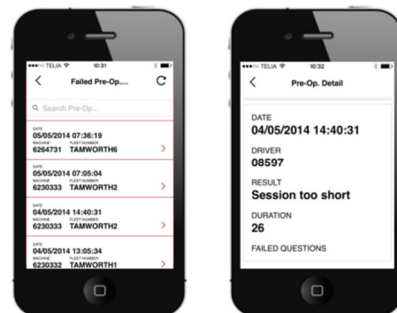 TELIA 10:31
Failed Pre-Op....
Search Pre-Op...
DATE
05/05/2014 07:36:19
MACHINE FLEET NUMBER
6264731 TAMWORTH6
DATE
05/05/2014 07:05:04
MACHINE FLEET NUMBER
6230333 TAMWORTH2
DATE
04/05/2014 14:40:31
MACHINE FLEET NUMBER
6230333 TAMWORTH2
DATE
04/05/2014 13:05:34
MACHINE FLEET NUMBER
6230332 TAMWORTH1
TELIA 10:32
Pre-Op. Detail
DATE
04/05/2014 14:40:31
DRIVER
08597
RESULT
Session too short
DURATION
26
FAILED QUESTIONS